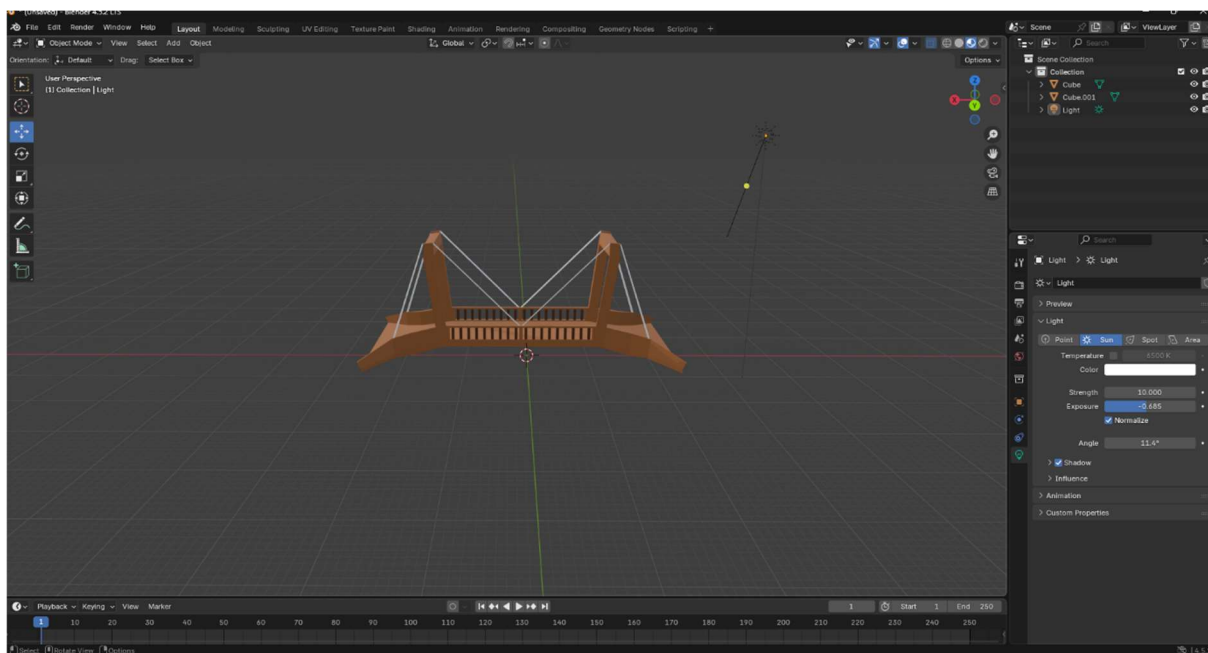 (Unsaved) - Blender 4.5.2 LTS
File Edit Render Window Help Layout Modeling Sculpting UV Editing Texture Paint Shading Animation Rendering Compositing Geometry Nodes Scripting + Scene ViewLayer
Object Mode View Select Add Object Global Search
Orientation: Default Drag: Select Box Options
User Perspective
(1) Collection | Light
Z
X
Y
Scene Collection
Collection
Cube
Cube.001
Light
Search
Light > Light
Light
Preview
Light
Point Sun Spot Area
Temperature 6500 K
Color
Strength 10.000
Exposure -0.685
Normalize
Angle 11.4°
Shadow
Influence
Animation
Custom Properties
Playback Keying View Marker 1 Start 1 End 250
1 10 20 30 40 50 60 70 80 90 100 110 120 130 140 150 160 170 180 190 200 210 220 230 240 250
Select Rotate View Options 4.5